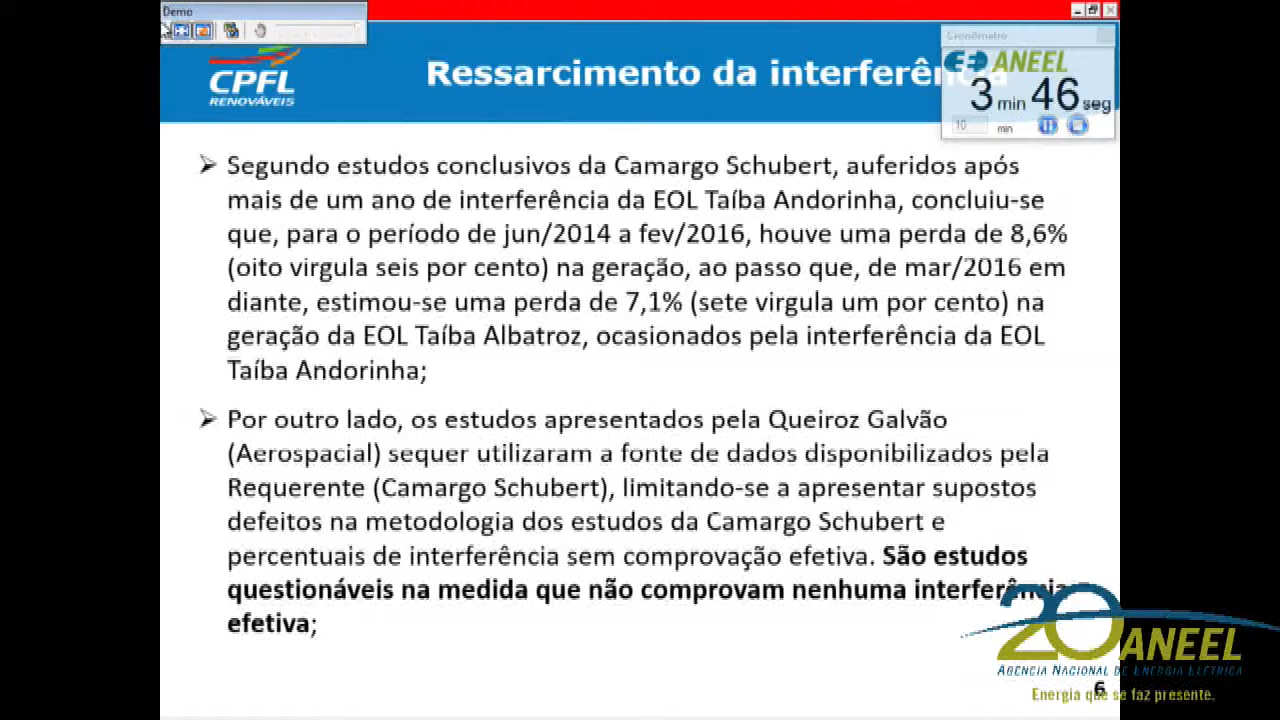 Demo
CPFL
RENOVÁVEIS
Ressarcimento da interferência
Cronômetro
ANEEL
3 min 46 seg
10 min
Segundo estudos conclusivos da Camargo Schubert, auferidos após
mais de um ano de interferência da EOL Taíba Andorinha, concluiu-se
que, para o período de jun/2014 a fev/2016, houve uma perda de 8,6%
(oito virgula seis por cento) na geração, ao passo que, de mar/2016 em
diante, estimou-se uma perda de 7,1% (sete virgula um por cento) na
geração da EOL Taíba Albatroz, ocasionados pela interferência da EOL
Taíba Andorinha;
Por outro lado, os estudos apresentados pela Queiroz Galvão
(Aerospacial) sequer utilizaram a fonte de dados disponibilizados pela
Requerente (Camargo Schubert), limitando-se a apresentar supostos
defeitos na metodologia dos estudos da Camargo Schubert e
percentuais de interferência sem comprovação efetiva. São estudos
questionáveis na medida que não comprovam nenhuma interferência
efetiva;
20 ANEEL
AGENCIA NACIONAL DE ENERGIA ELÉTRICA
6
Energia que se faz presente.